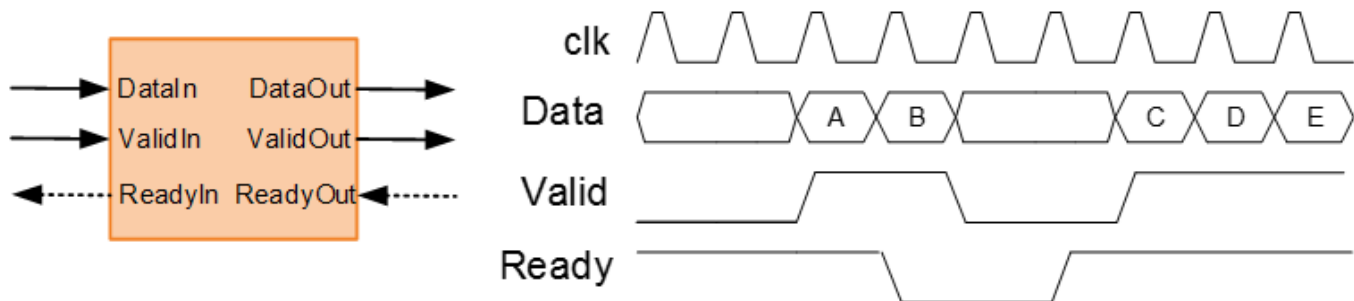 DataIn DataOut
ValidIn ValidOut
ReadyIn ReadyOut
clk
Data A B C D E
Valid
Ready